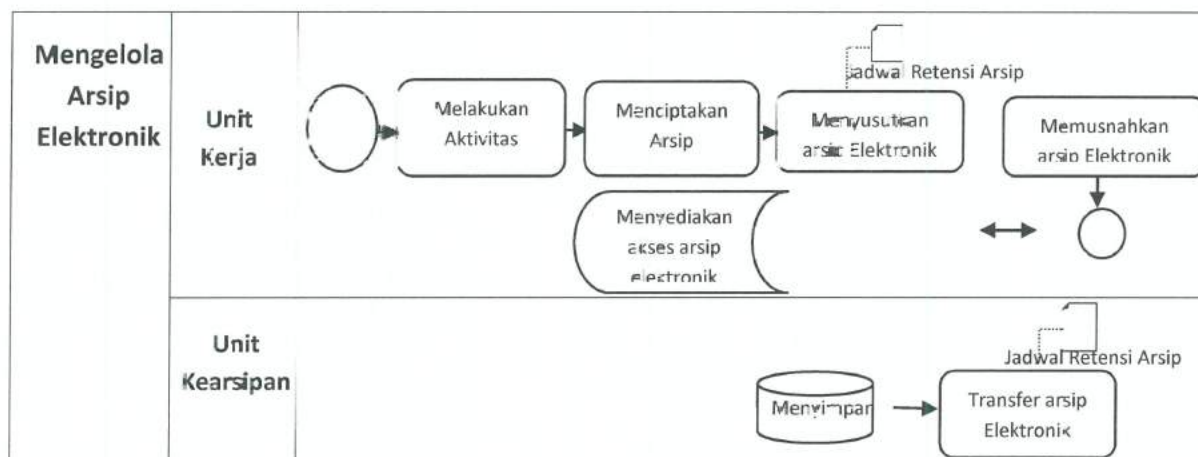 Mengelola
Arsip
Elektronik
Unit
Kerja
Melakukan
Aktivitas
Menciptakan
Arsip
Jadwal Retensi Arsip
Menyusutkan
arsip Elektronik
Memusnahkan
arsip Elektronik
Menyediakan
akses arsip
elektronik
Unit
Kearsipan
Jadwal Retensi Arsip
Menyimpan
Transfer arsip
Elektronik